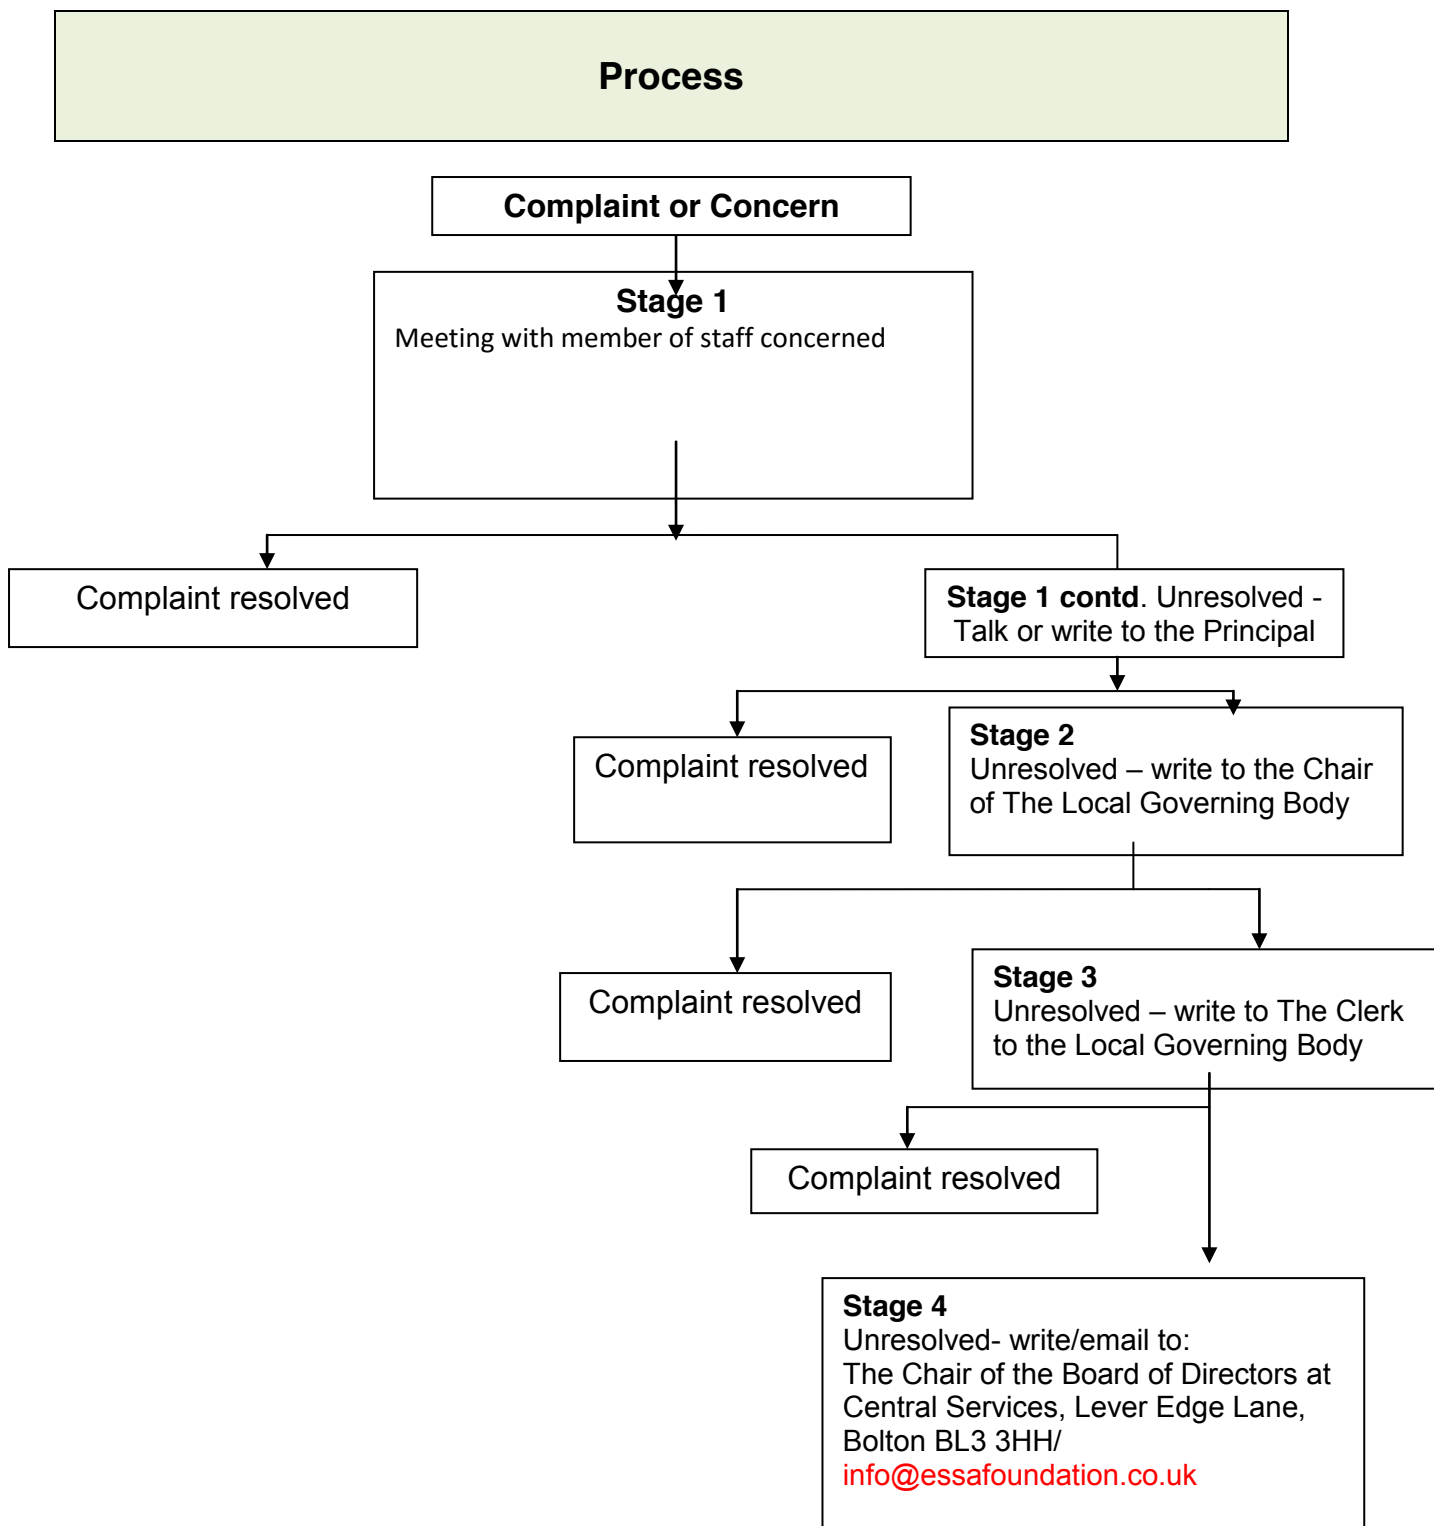 Process
Complaint or Concern
Stage 1
Meeting with member of staff concerned
Complaint resolved
Stage 1 contd. Unresolved -
Talk or write to the Principal
Complaint resolved
Stage 2
Unresolved – write to the Chair
of The Local Governing Body
Complaint resolved
Stage 3
Unresolved – write to The Clerk
to the Local Governing Body
Complaint resolved
Stage 4
Unresolved- write/email to:
The Chair of the Board of Directors at
Central Services, Lever Edge Lane,
Bolton BL3 3HH/
info@essafoundation.co.uk